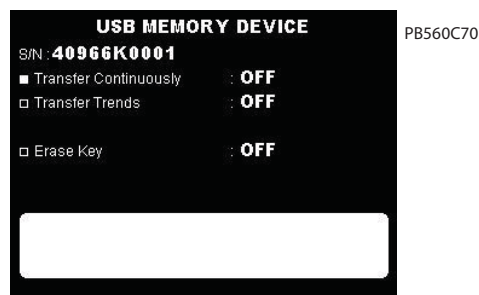 USB MEMORY DEVICE
PB560C70
S/N :40966K0001
Transfer Continuously : OFF
Transfer Trends : OFF
Erase Key : OFF